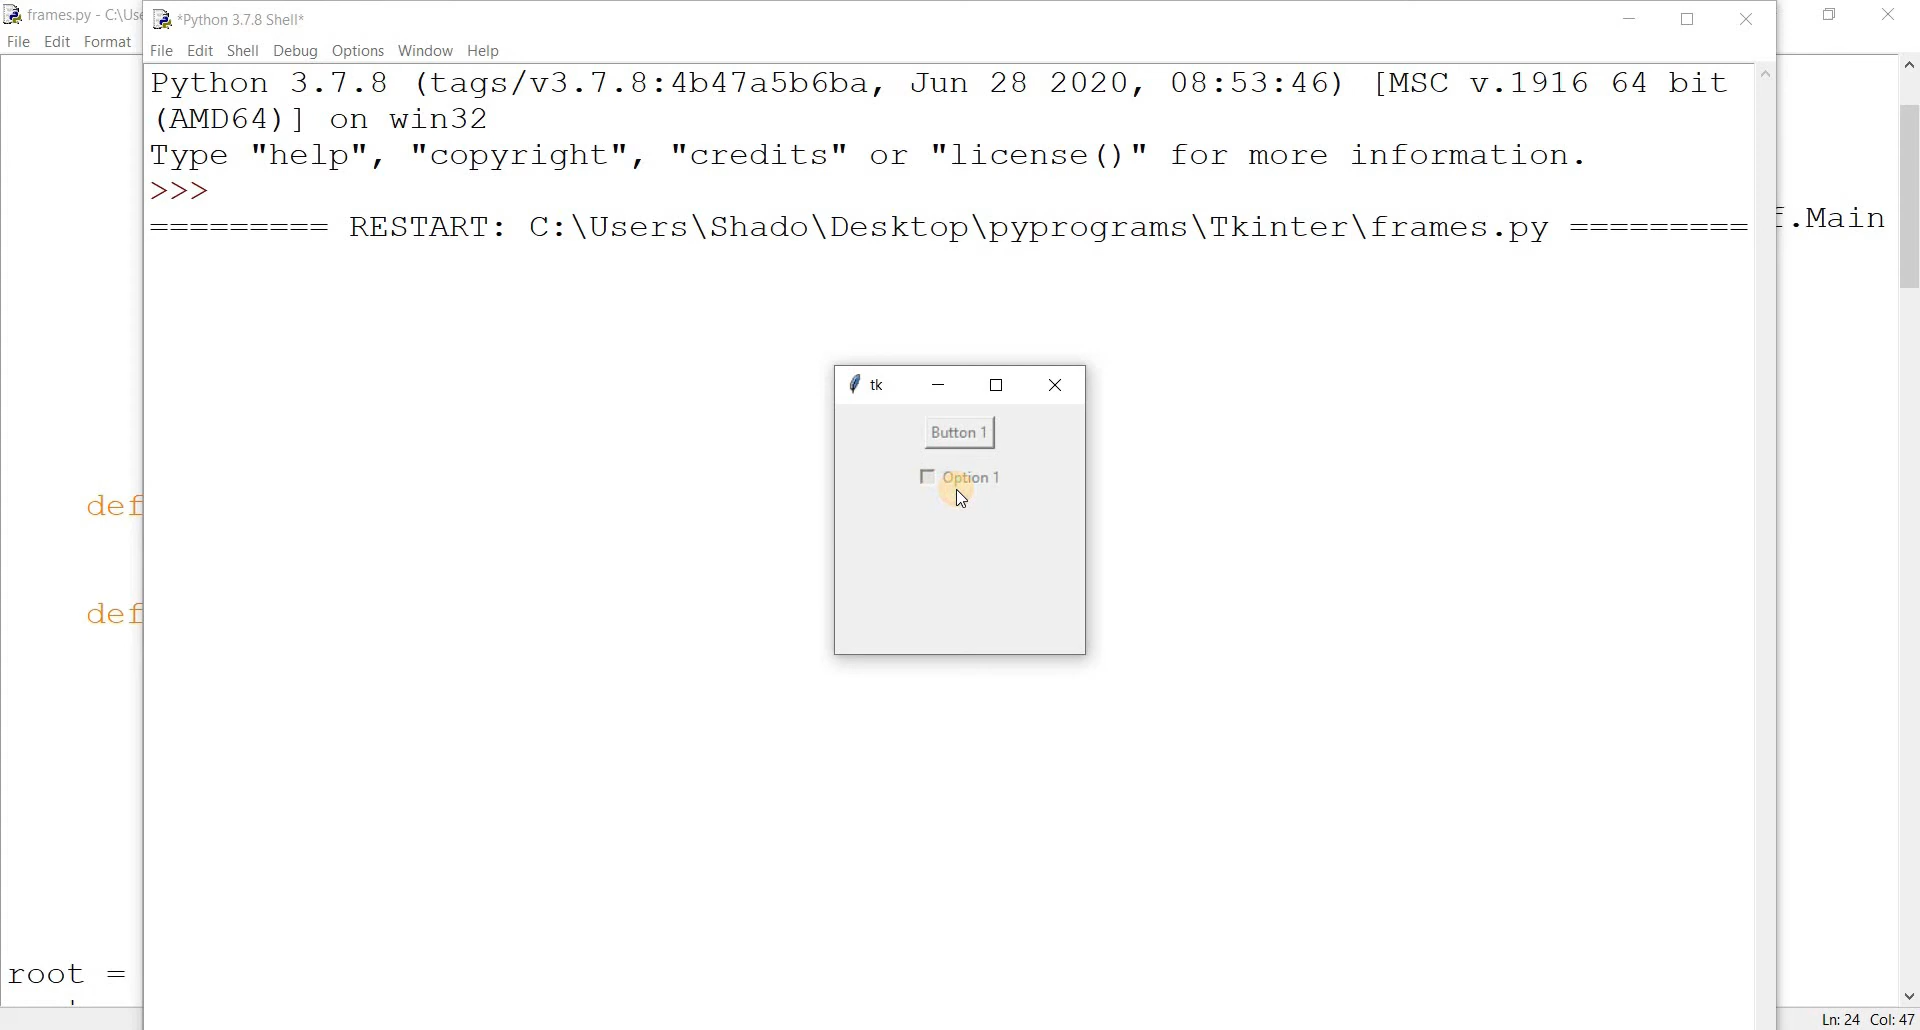 frames.py - C:\Use
File Edit Format
*Python 3.7.8 Shell*
File Edit Shell Debug Options Window Help
Python 3.7.8 (tags/v3.7.8:4b47a5b6ba, Jun 28 2020, 08:53:46) [MSC v.1916 64 bit
(AMD64)] on win32
Type "help", "copyright", "credits" or "license()" for more information.
>>>
========= RESTART: C:\Users\Shado\Desktop\pyprograms\Tkinter\frames.py =========
f.Main
tk
Button 1
Option 1
def
def
root =
Ln: 24 Col: 47